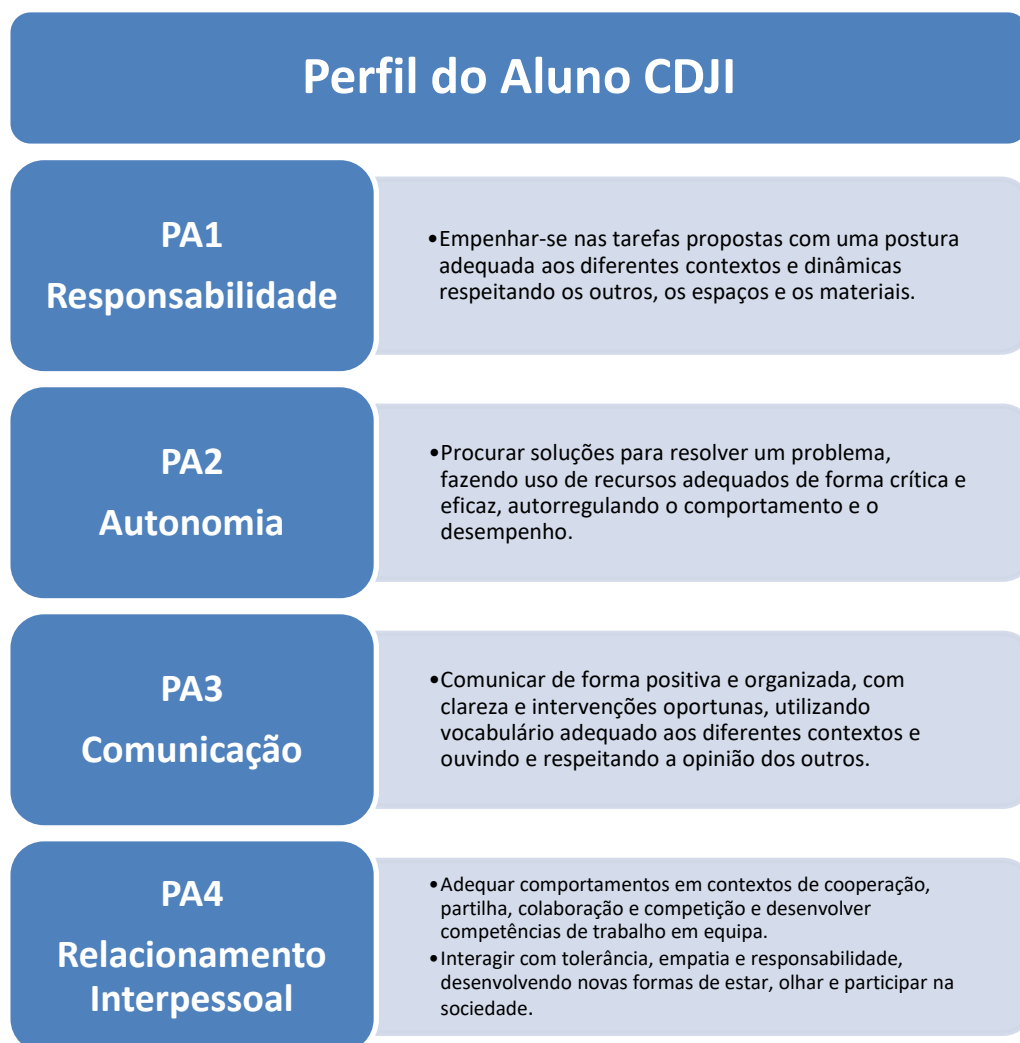 Perfil do Aluno CDJI
PA1
Responsabilidade
•Empenhar-se nas tarefas propostas com uma postura
adequada aos diferentes contextos e dinâmicas
respeitando os outros, os espaços e os materiais.
PA2
Autonomia
•Procurar soluções para resolver um problema,
fazendo uso de recursos adequados de forma crítica e
eficaz, autorregulando o comportamento e o
desempenho.
PA3
Comunicação
•Comunicar de forma positiva e organizada, com
clareza e intervenções oportunas, utilizando
vocabulário adequado aos diferentes contextos e
ouvindo e respeitando a opinião dos outros.
PA4
Relacionamento
Interpessoal
•Adequar comportamentos em contextos de cooperação,
partilha, colaboração e competição e desenvolver
competências de trabalho em equipa.
•Interagir com tolerância, empatia e responsabilidade,
desenvolvendo novas formas de estar, olhar e participar na
sociedade.